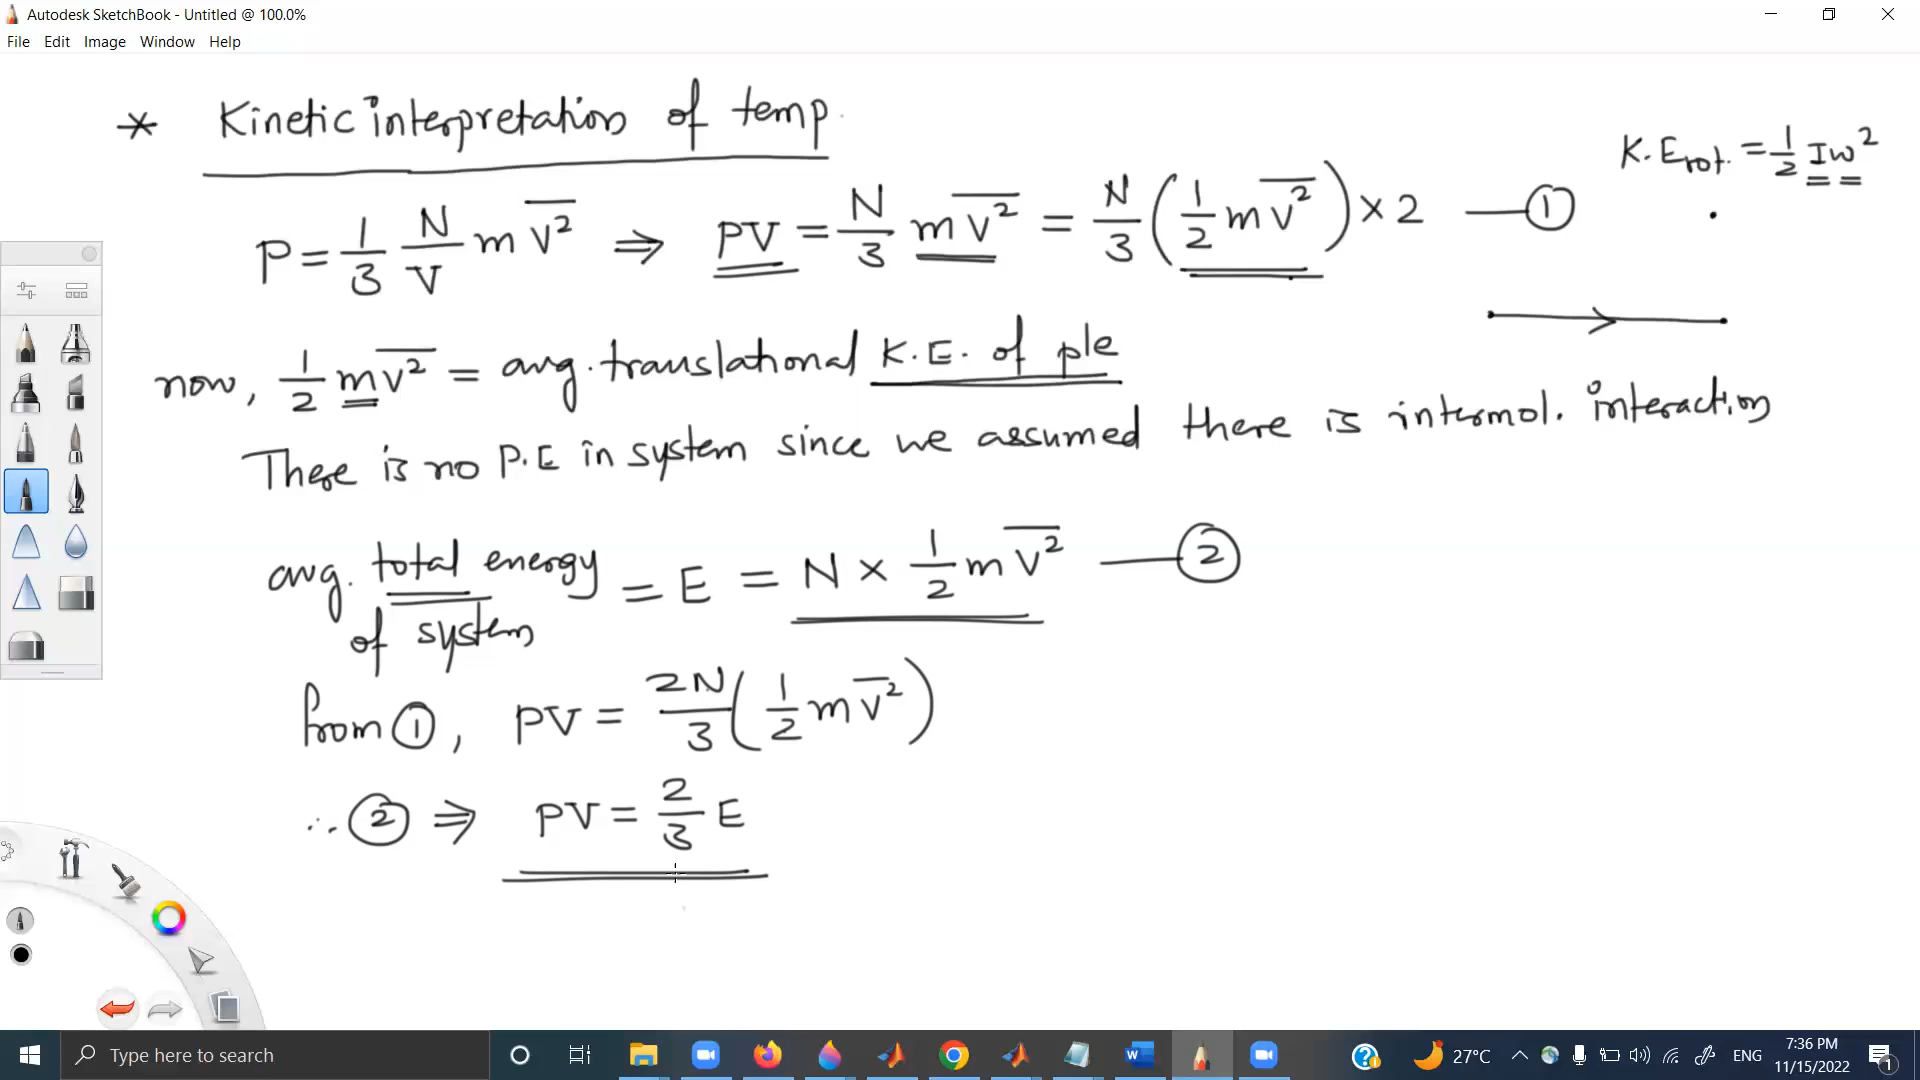 Autodesk SketchBook - Untitled @ 100.0%
File Edit Image Window Help
* Kinetic interpretation of temp.
K.E rot. = 1/2 Iω²
P = 1/3 N/V m v̅² ⇒ PV = N/3 m v̅² = N/3 (1/2 m v̅²) × 2 —— ①
now, 1/2 m v̅² = avg. translational K.E. of ple
There is no P.E in system since we assumed there is intermol. interaction
avg. total energy of system = E = N × 1/2 m v̅² —— ②
from ①, PV = 2N/3 (1/2 m v̅²)
∴ ② ⇒ PV = 2/3 E
Type here to search
27°C
ENG
7:36 PM
11/15/2022
1